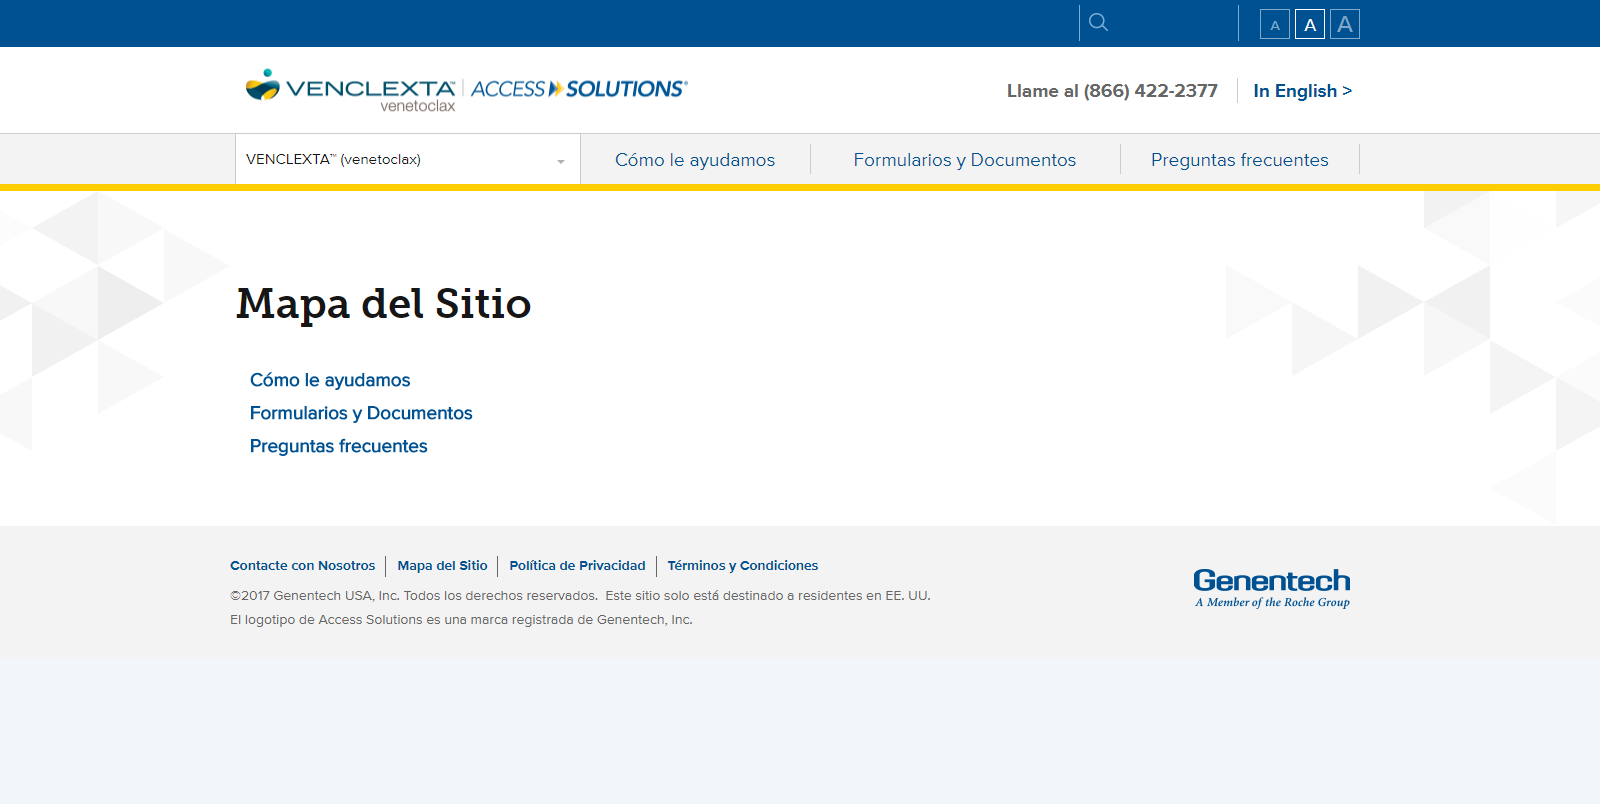 A A A
VENCLEXTA™ | ACCESS SOLUTIONS®
venetoclax
Llame al (866) 422-2377
In English >
VENCLEXTA™ (venetoclax)
Cómo le ayudamos
Formularios y Documentos
Preguntas frecuentes
Mapa del Sitio
Cómo le ayudamos
Formularios y Documentos
Preguntas frecuentes
Contacte con Nosotros | Mapa del Sitio | Política de Privacidad | Términos y Condiciones
©2017 Genentech USA, Inc. Todos los derechos reservados. Este sitio solo está destinado a residentes en EE. UU.
El logotipo de Access Solutions es una marca registrada de Genentech, Inc.
Genentech
A Member of the Roche Group